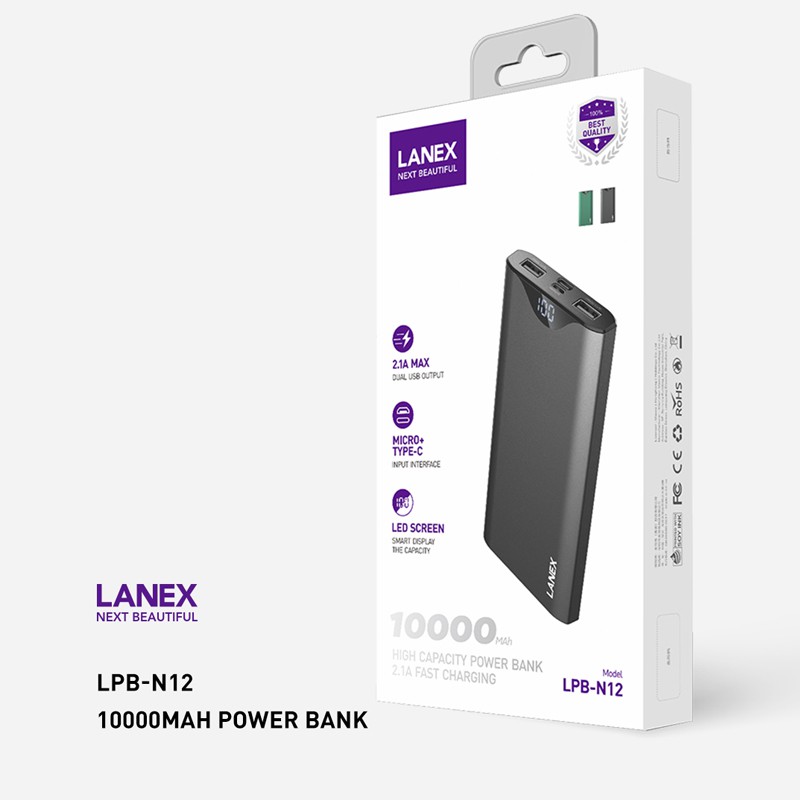 LANEX
NEXT BEAUTIFUL
100%
BEST
QUALITY
100
2.1A MAX
DUAL USB OUTPUT
MICRO+
TYPE-C
INPUT INTERFACE
LED SCREEN
SMART DISPLAY
THE CAPACITY
LANEX
10000MAh
HIGH CAPACITY POWER BANK
2.1A FAST CHARGING
Model
LPB-N12
RoHS
CE
FC
SOY INK
LANEX
NEXT BEAUTIFUL
LPB-N12
10000MAH POWER BANK